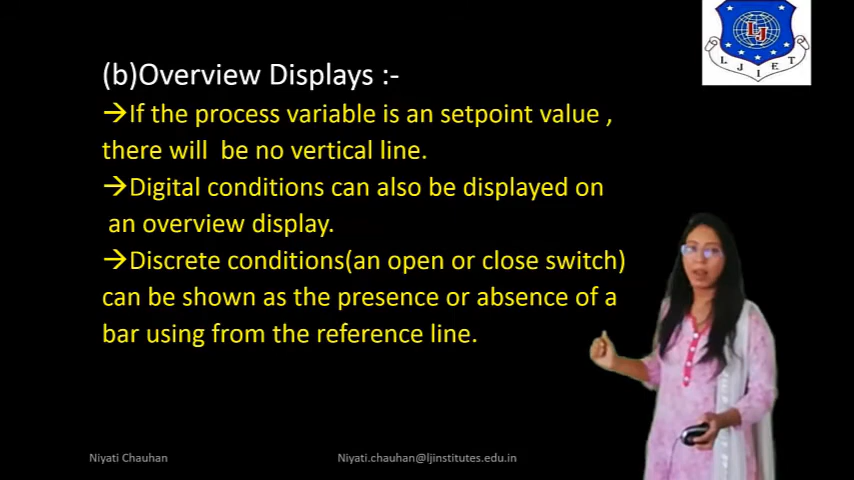 (b)Overview Displays :-
→If the process variable is an setpoint value ,
there will be no vertical line.
→Digital conditions can also be displayed on
an overview display.
→Discrete conditions(an open or close switch)
can be shown as the presence or absence of a
bar using from the reference line.
Niyati Chauhan
Niyati.chauhan@ljinstitutes.edu.in
LJ
L J I E T